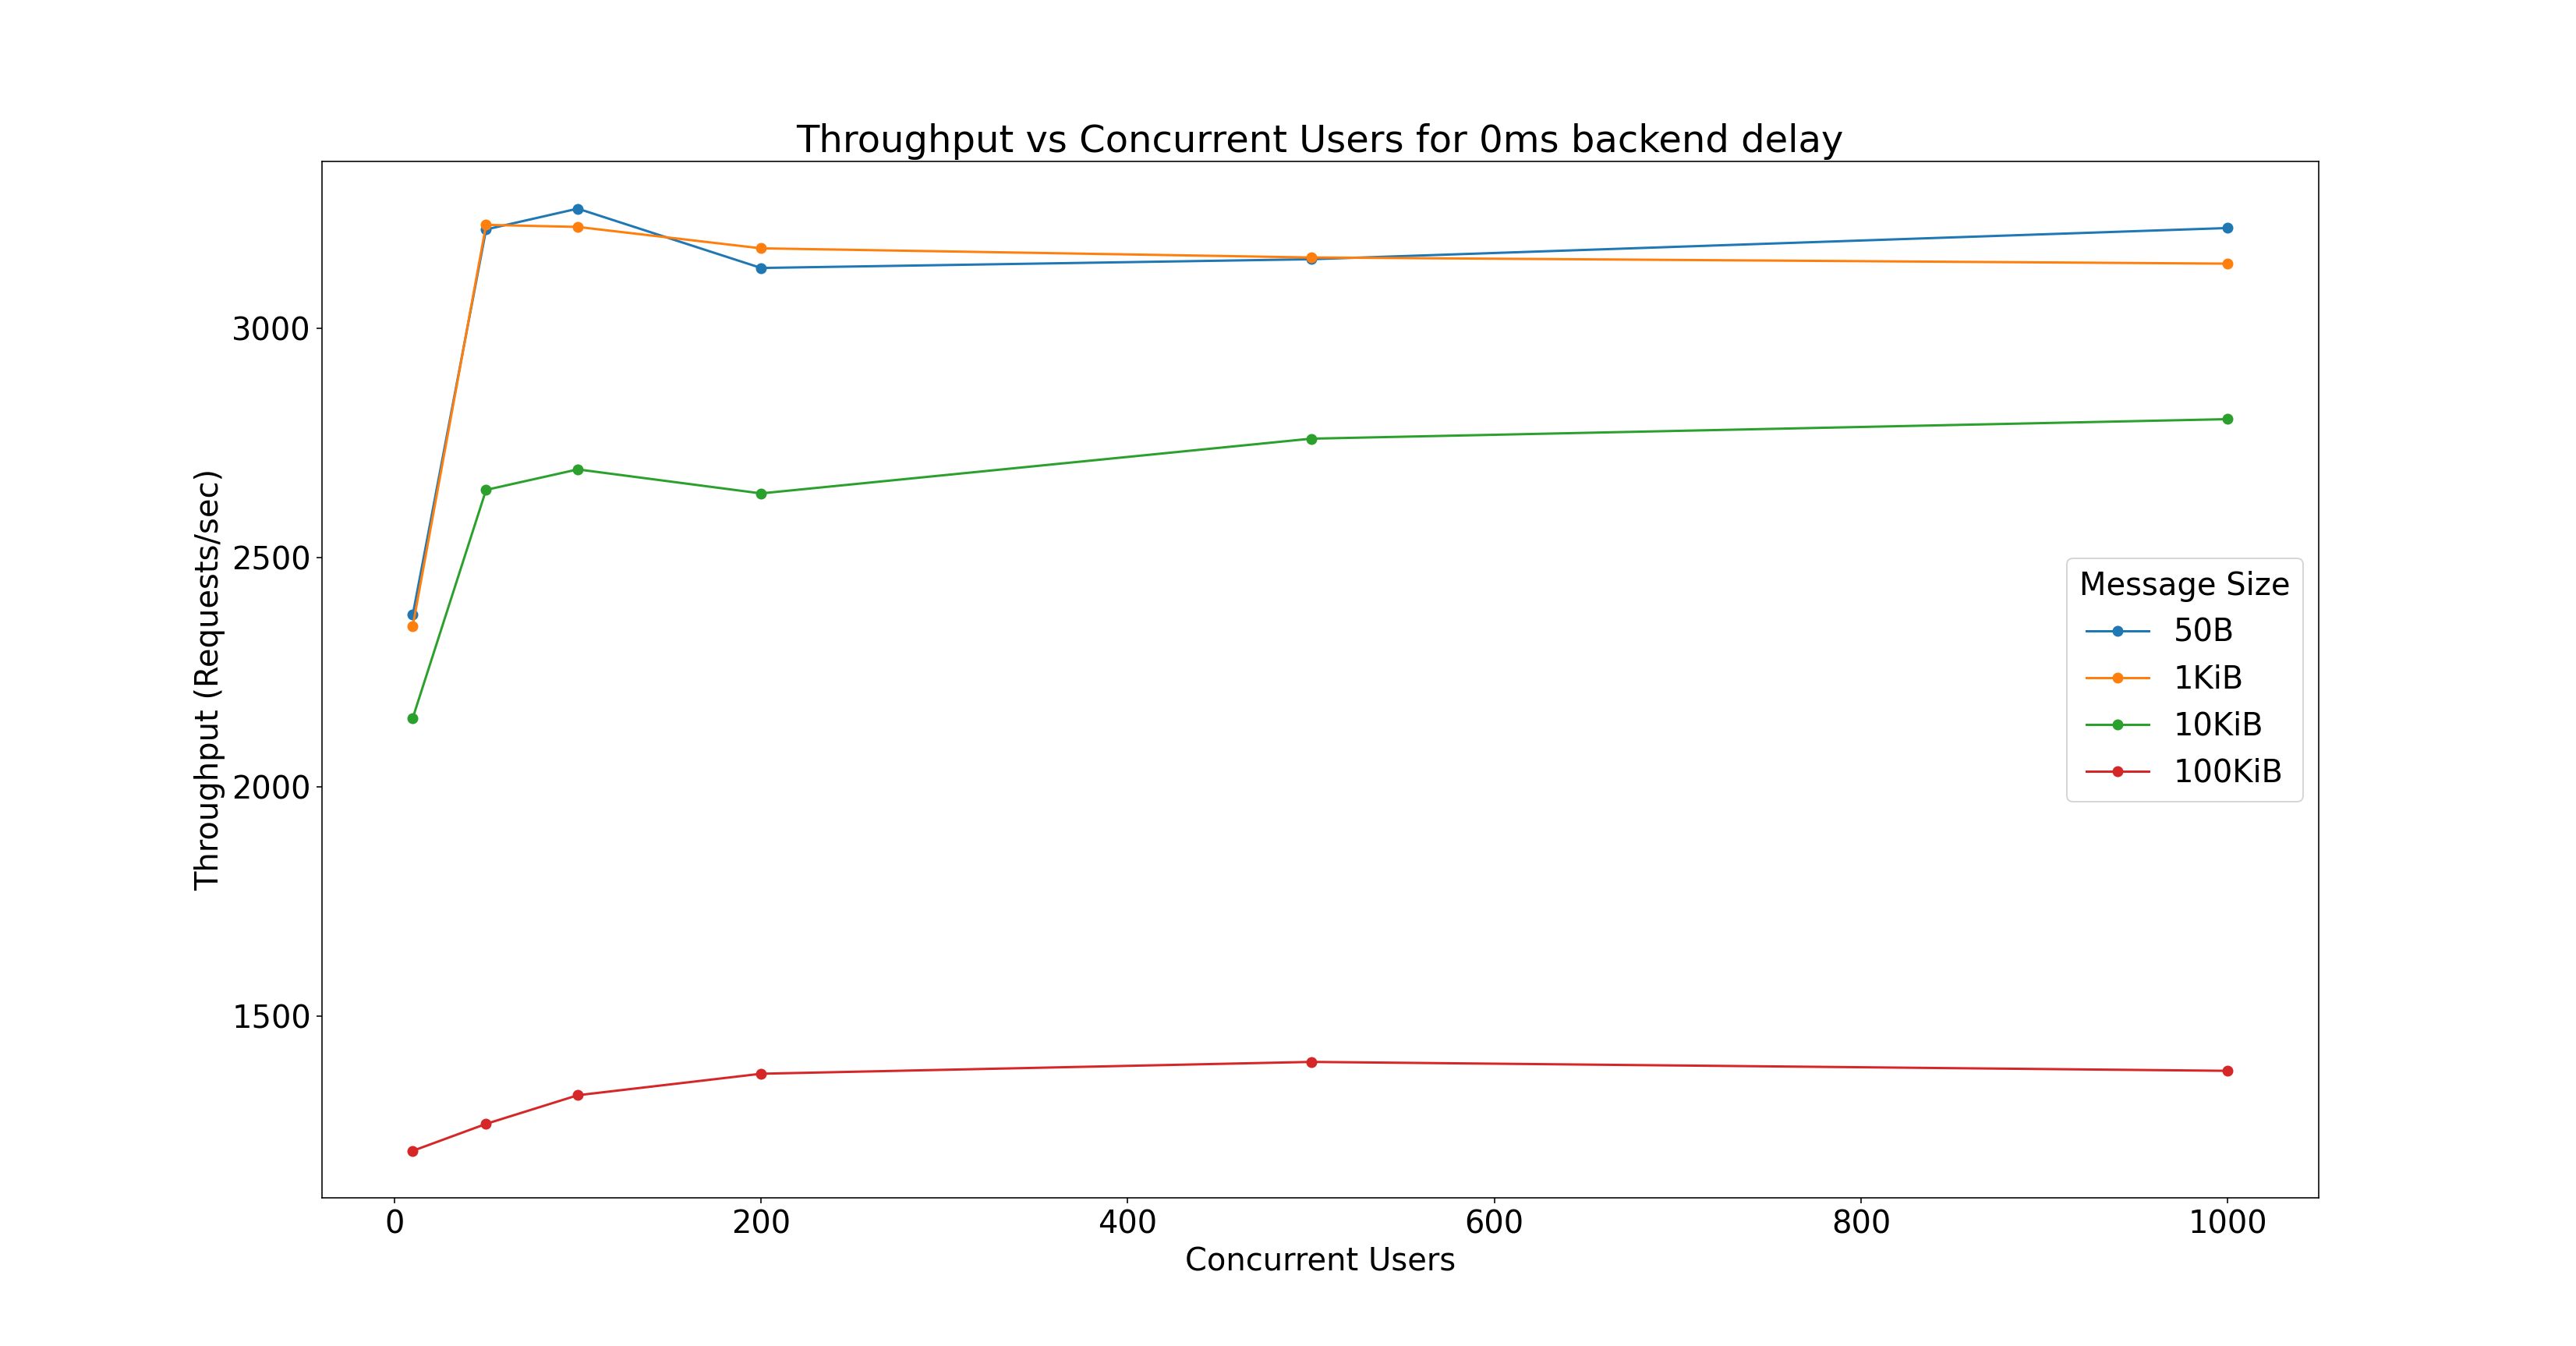 Throughput vs Concurrent Users for 0ms backend delay
Throughput (Requests/sec)
3000
2500
2000
1500
Message Size
50B
1KiB
10KiB
100KiB
0
200
400
600
800
1000
Concurrent Users